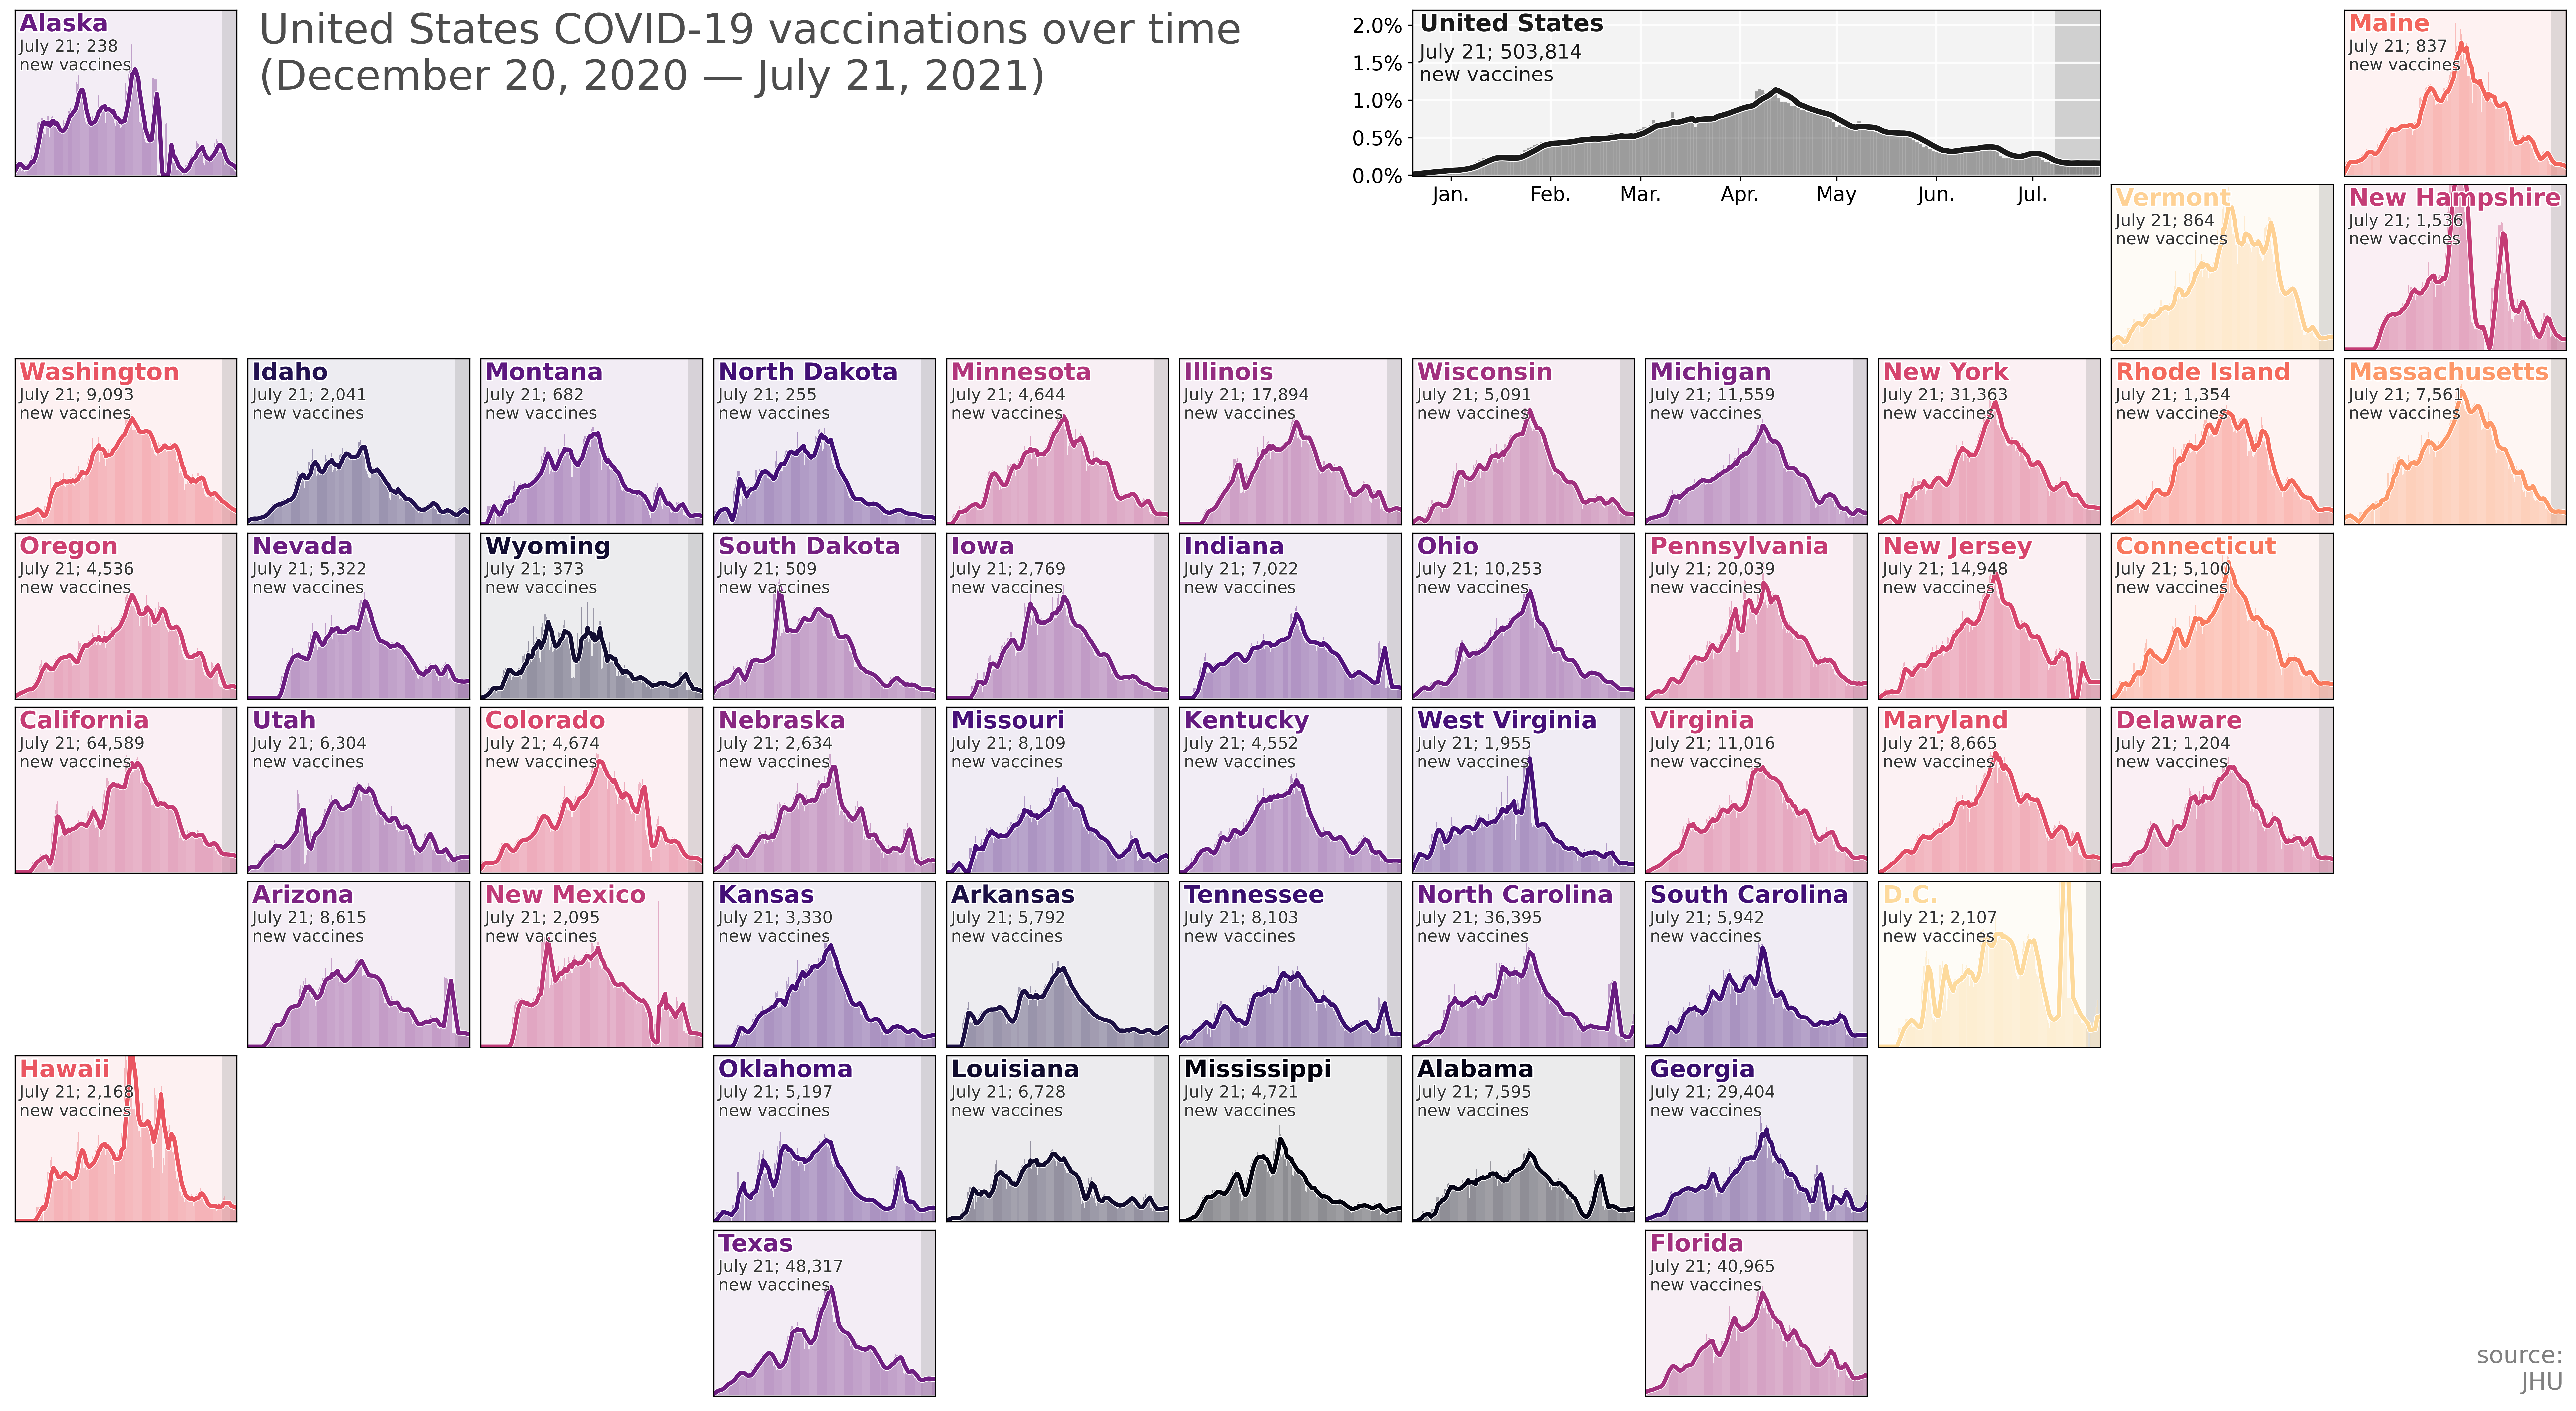 Alaska
July 21; 238
new vaccines
United States COVID-19 vaccinations over time
(December 20, 2020 — July 21, 2021)
2.0%
1.5%
1.0%
0.5%
0.0%
United States
July 21; 503,814
new vaccines
Jan.
Feb.
Mar.
Apr.
May
Jun.
Jul.
Maine
July 21; 837
new vaccines
Vermont
July 21; 864
new vaccines
New Hampshire
July 21; 1,536
new vaccines
Washington
July 21; 9,093
new vaccines
Idaho
July 21; 2,041
new vaccines
Montana
July 21; 682
new vaccines
North Dakota
July 21; 255
new vaccines
Minnesota
July 21; 4,644
new vaccines
Illinois
July 21; 17,894
new vaccines
Wisconsin
July 21; 5,091
new vaccines
Michigan
July 21; 11,559
new vaccines
New York
July 21; 31,363
new vaccines
Rhode Island
July 21; 1,354
new vaccines
Massachusetts
July 21; 7,561
new vaccines
Oregon
July 21; 4,536
new vaccines
Nevada
July 21; 5,322
new vaccines
Wyoming
July 21; 373
new vaccines
South Dakota
July 21; 509
new vaccines
Iowa
July 21; 2,769
new vaccines
Indiana
July 21; 7,022
new vaccines
Ohio
July 21; 10,253
new vaccines
Pennsylvania
July 21; 20,039
new vaccines
New Jersey
July 21; 14,948
new vaccines
Connecticut
July 21; 5,100
new vaccines
California
July 21; 64,589
new vaccines
Utah
July 21; 6,304
new vaccines
Colorado
July 21; 4,674
new vaccines
Nebraska
July 21; 2,634
new vaccines
Missouri
July 21; 8,109
new vaccines
Kentucky
July 21; 4,552
new vaccines
West Virginia
July 21; 1,955
new vaccines
Virginia
July 21; 11,016
new vaccines
Maryland
July 21; 8,665
new vaccines
Delaware
July 21; 1,204
new vaccines
Arizona
July 21; 8,615
new vaccines
New Mexico
July 21; 2,095
new vaccines
Kansas
July 21; 3,330
new vaccines
Arkansas
July 21; 5,792
new vaccines
Tennessee
July 21; 8,103
new vaccines
North Carolina
July 21; 36,395
new vaccines
South Carolina
July 21; 5,942
new vaccines
D.C.
July 21; 2,107
new vaccines
Hawaii
July 21; 2,168
new vaccines
Oklahoma
July 21; 5,197
new vaccines
Louisiana
July 21; 6,728
new vaccines
Mississippi
July 21; 4,721
new vaccines
Alabama
July 21; 7,595
new vaccines
Georgia
July 21; 29,404
new vaccines
Texas
July 21; 48,317
new vaccines
Florida
July 21; 40,965
new vaccines
source:
JHU